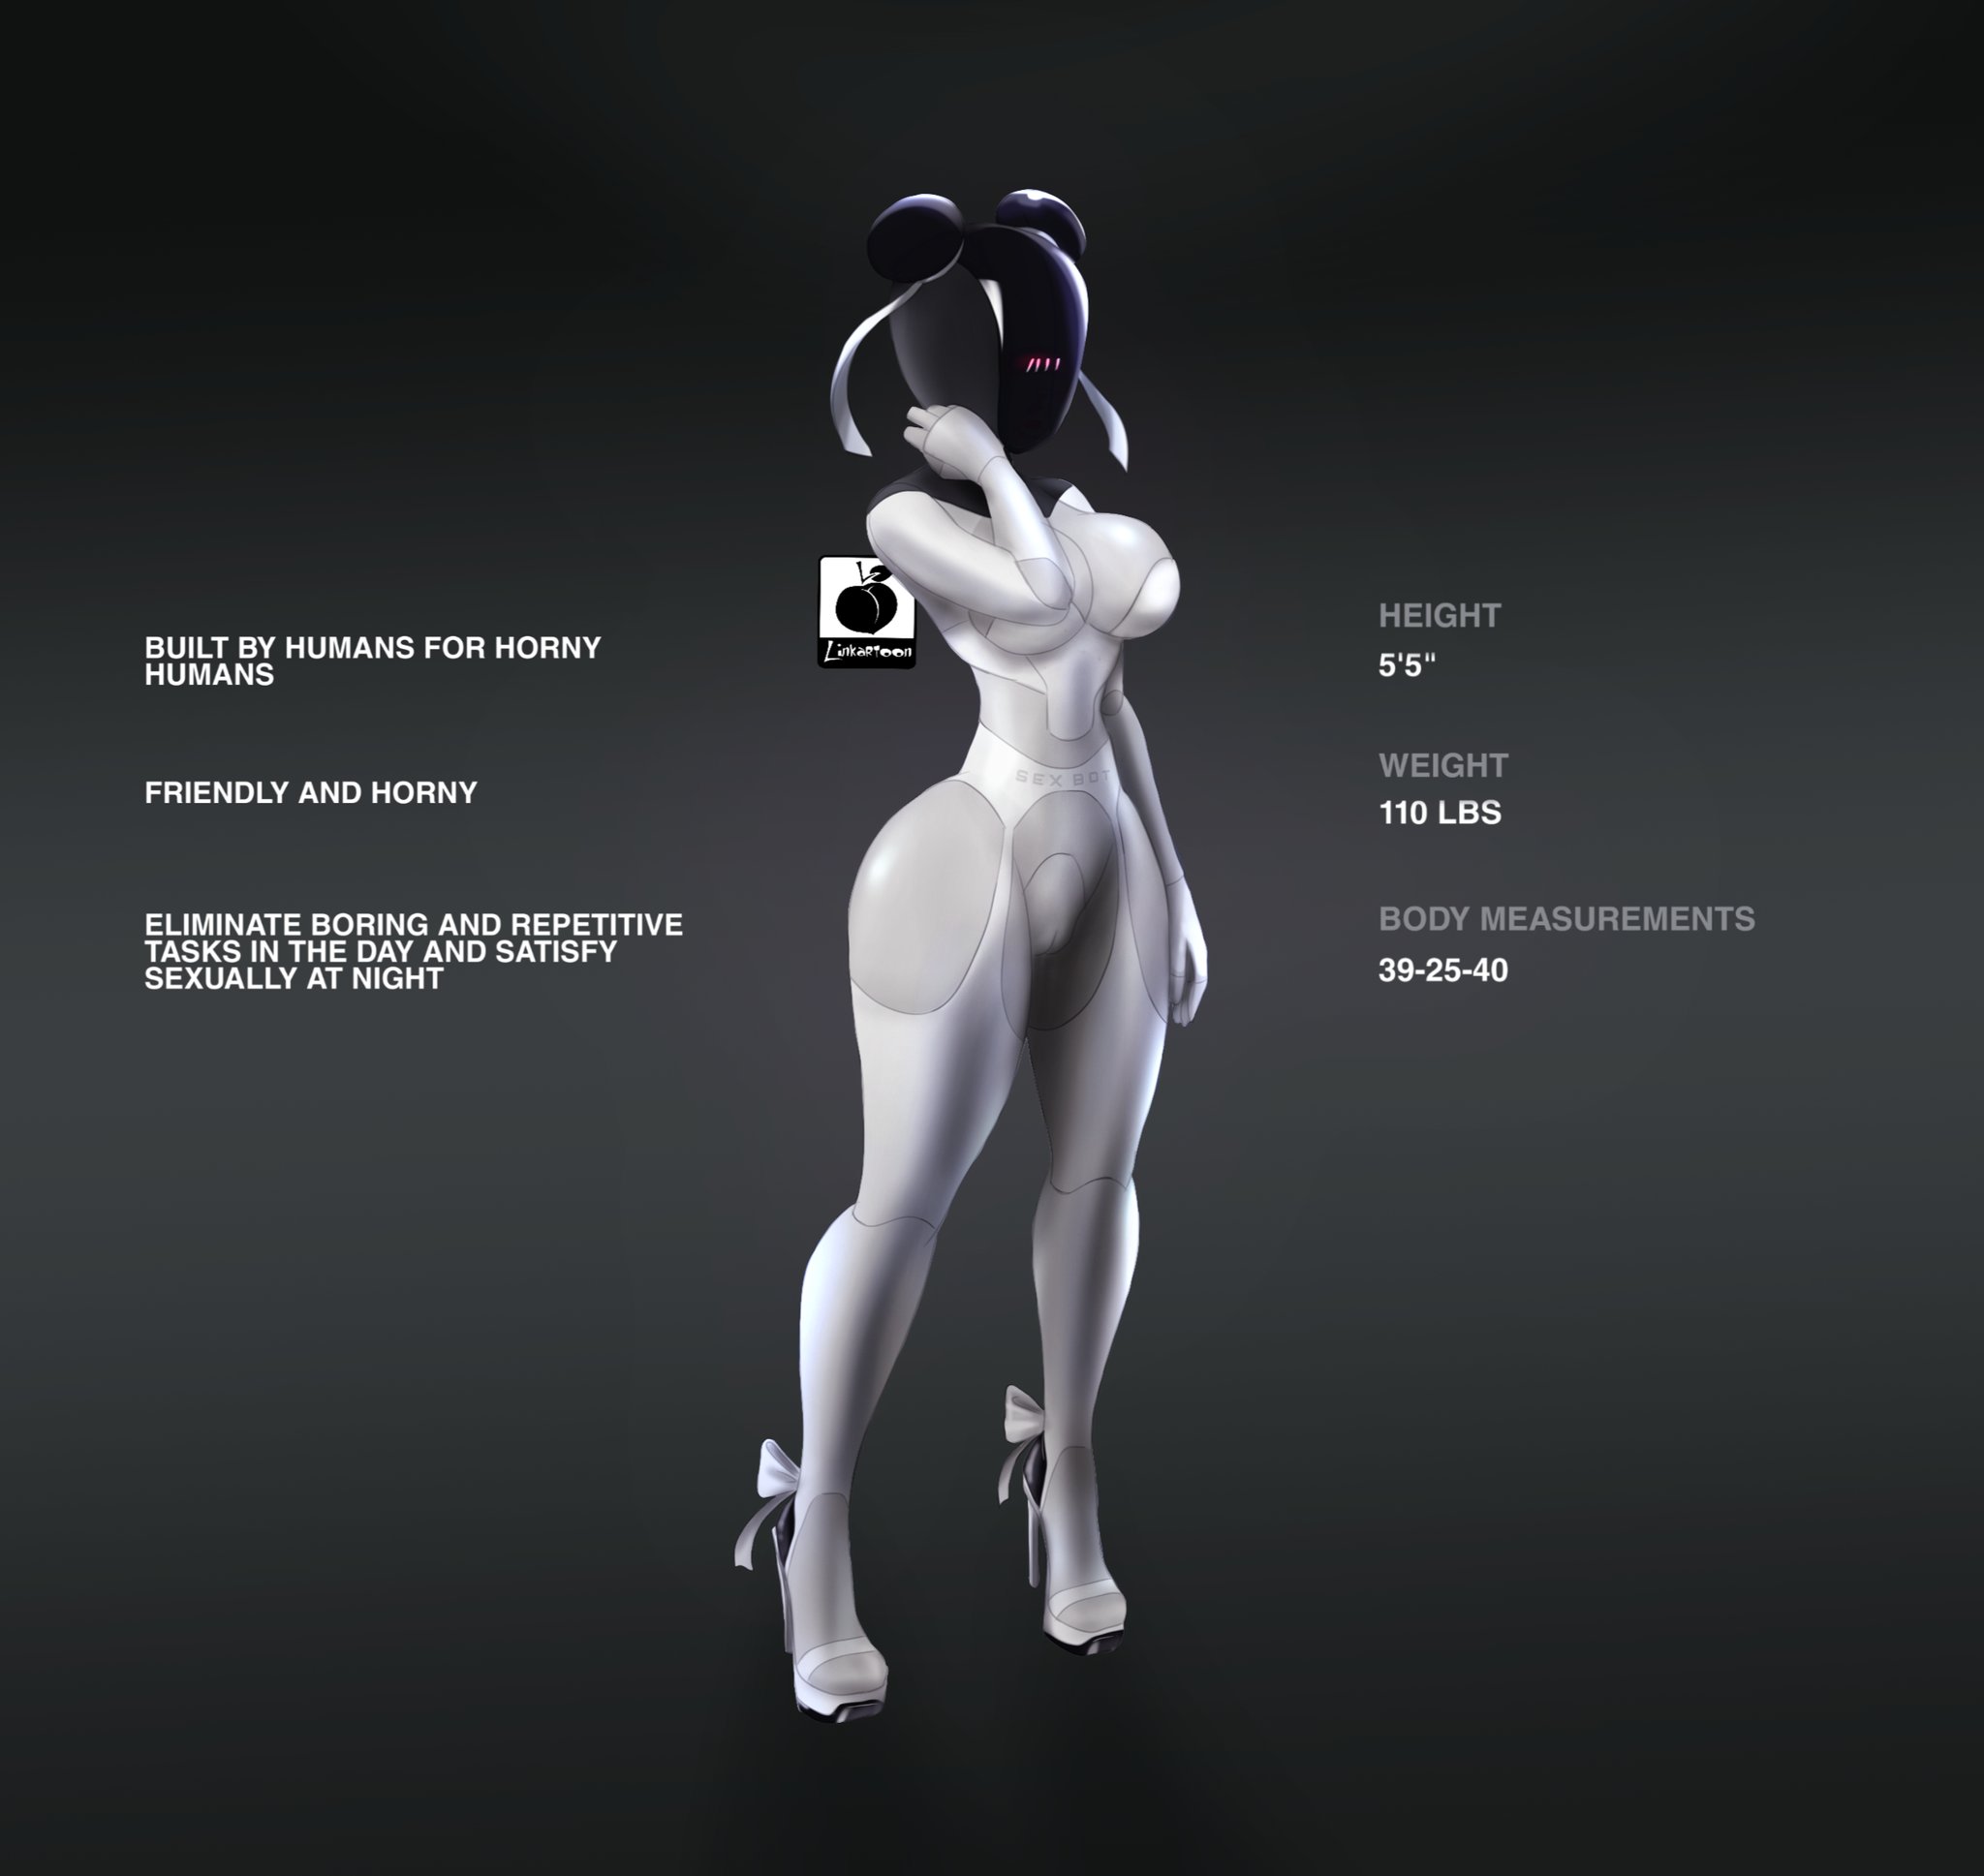 BUILT BY HUMANS FOR HORNY
HUMANS
FRIENDLY AND HORNY
ELIMINATE BORING AND REPETITIVE
TASKS IN THE DAY AND SATISFY
SEXUALLY AT NIGHT
Linkartoon
SEX BOT
HEIGHT
5'5"
WEIGHT
110 LBS
BODY MEASUREMENTS
39-25-40